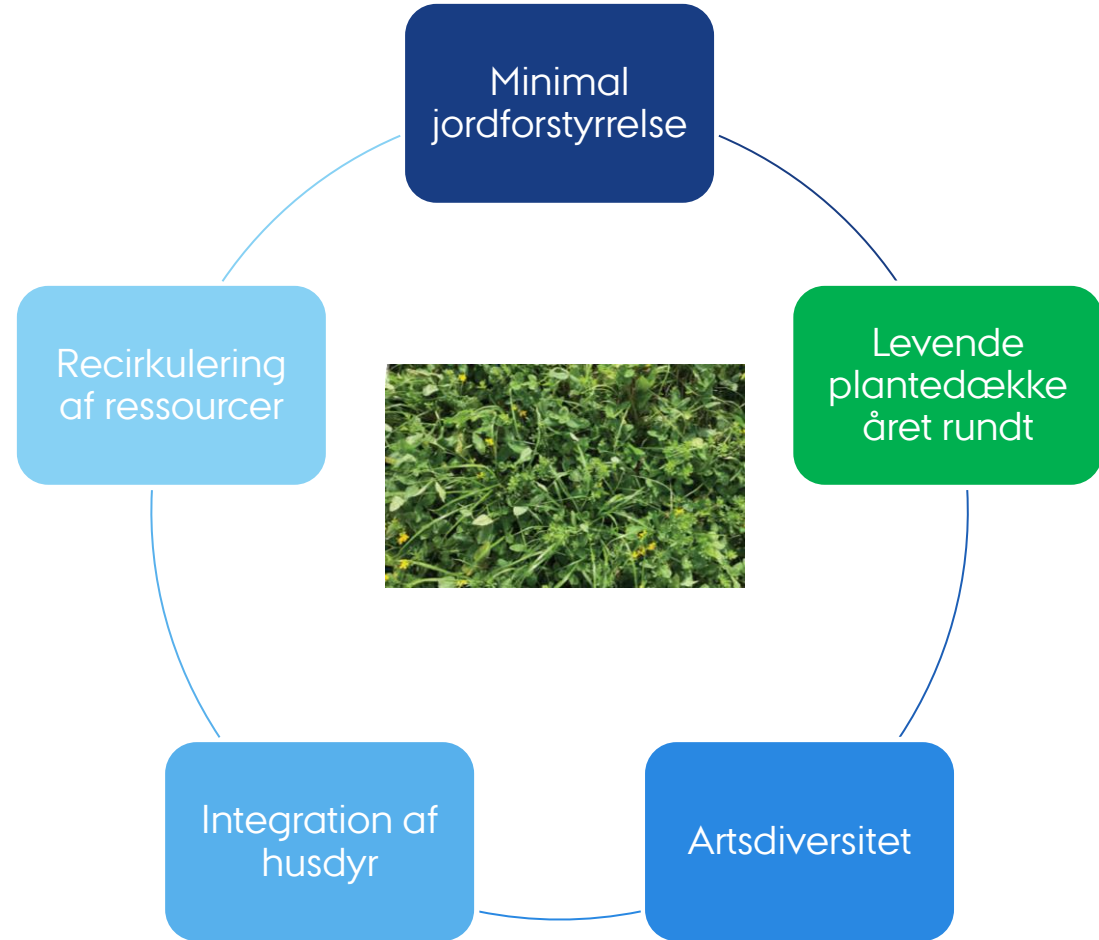 Minimal
jordforstyrrelse
Levende
plantedække
året rundt
Artsdiversitet
Integration af
husdyr
Recirkulering
af ressourcer